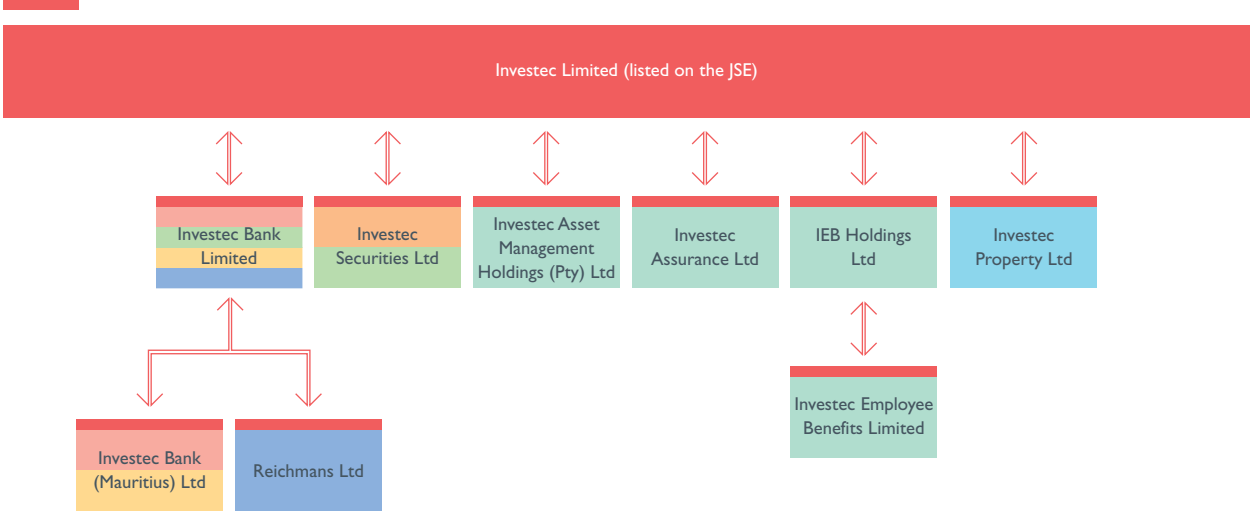 Investec Limited (listed on the JSE)
Investec Bank
Limited
Investec
Securities Ltd
Investec Asset
Management
Holdings (Pty) Ltd
Investec
Assurance Ltd
IEB Holdings
Ltd
Investec
Property Ltd
Investec Employee
Benefits Limited
Investec Bank
(Mauritius) Ltd
Reichmans Ltd